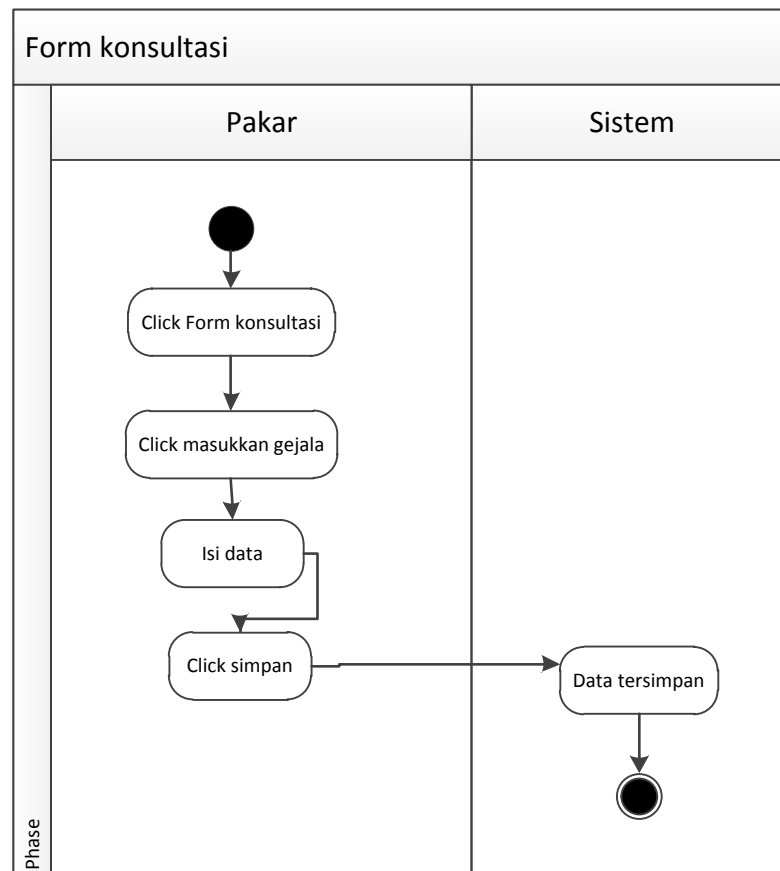 Form konsultasi
Pakar
Sistem
Click Form konsultasi
Click masukkan gejala
Isi data
Click simpan
Data tersimpan
Phase